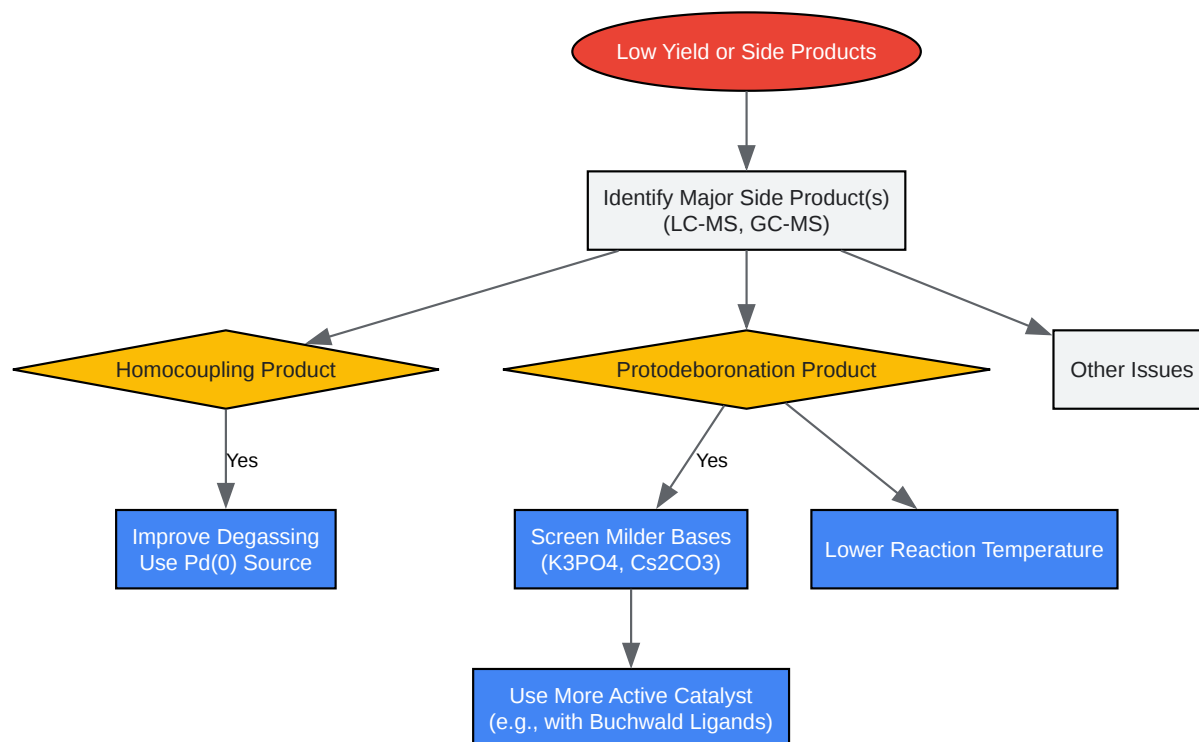 Low Yield or Side Products
Identify Major Side Product(s)
(LC-MS, GC-MS)
Homocoupling Product
Protodeboronation Product
Other Issues
Yes
Yes
Improve Degassing
Use Pd(0) Source
Screen Milder Bases
(K3PO4, Cs2CO3)
Lower Reaction Temperature
Use More Active Catalyst
(e.g., with Buchwald Ligands)